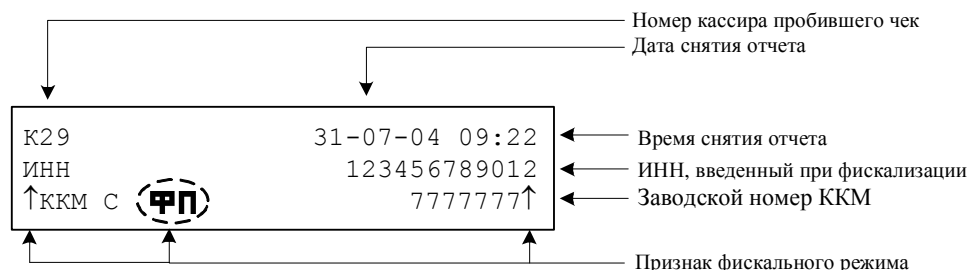 Номер кассира пробившего чек
Дата снятия отчета
К29 31-07-04 09:22
Время снятия отчета
ИНН 123456789012
ИНН, введенный при фискализации
↑ККМ С ФП 7777777↑
Заводской номер ККМ
Признак фискального режима